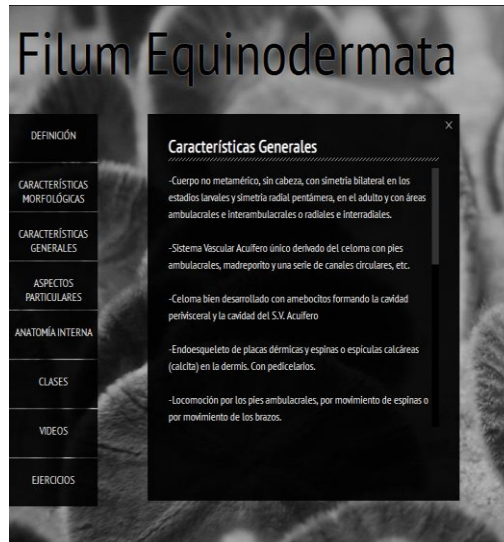 Filum Equinodermata
DEFINICIÓN
CARACTERÍSTICAS
MORFOLÓGICAS
CARACTERÍSTICAS
GENERALES
ASPECTOS
PARTICULARES
ANATOMÍA INTERNA
CLASES
VIDEOS
EJERCICIOS
X
Características Generales
-Cuerpo no metamérico, sin cabeza, con simetria bilateral en los
estadios larvales y simetría radial pentámera, en el adulto y con áreas
ambulacrales e interambulacrales o radiales e interradiales.
-Sistema Vascular Acuifero único derivado del celoma con pies
ambulacrales, madreporito y una serie de canales circulares, etc.
-Celoma bien desarrollado con amebocitos formando la cavidad
perivisceral y la cavidad del S.V. Acuifero
-Endoesqueleto de placas dérmicas y espinas o espiculas calcáreas
(calcita) en la dermis. Con pedicelarios.
-Locomoción por los pies ambulacrales, por movimiento de espinas o
por movimiento de los brazos.